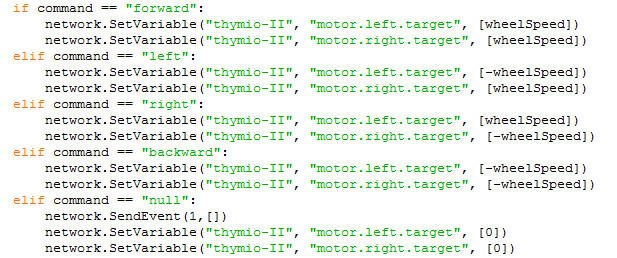 if command == "forward":
    network.SetVariable("thymio-II", "motor.left.target", [wheelSpeed])
    network.SetVariable("thymio-II", "motor.right.target", [wheelSpeed])
elif command == "left":
    network.SetVariable("thymio-II", "motor.left.target", [-wheelSpeed])
    network.SetVariable("thymio-II", "motor.right.target", [wheelSpeed])
elif command == "right":
    network.SetVariable("thymio-II", "motor.left.target", [wheelSpeed])
    network.SetVariable("thymio-II", "motor.right.target", [-wheelSpeed])
elif command == "backward":
    network.SetVariable("thymio-II", "motor.left.target", [-wheelSpeed])
    network.SetVariable("thymio-II", "motor.right.target", [-wheelSpeed])
elif command == "null":
    network.SendEvent(1,[])
    network.SetVariable("thymio-II", "motor.left.target", [0])
    network.SetVariable("thymio-II", "motor.right.target", [0])